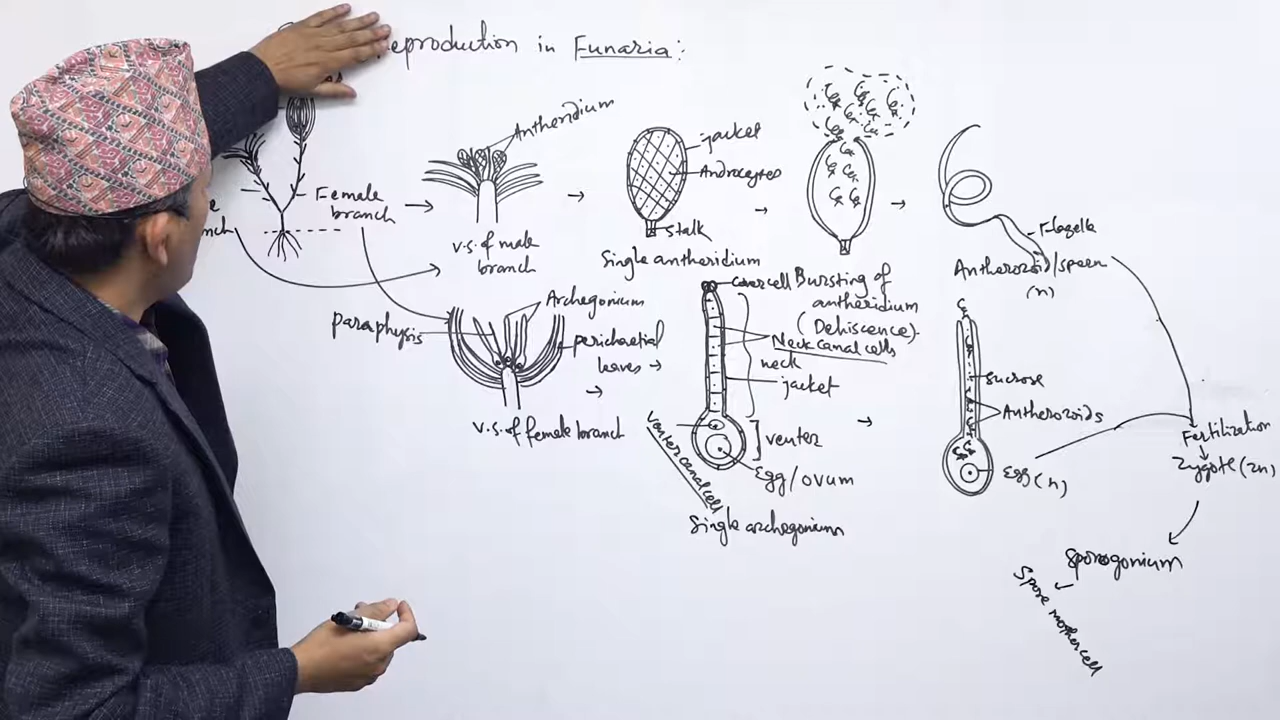 eproduction in Funaria:
Antheridium
Female
branch
nch
v.s. of male
branch
jacket
Androcytes
stalk
Single antheridium
Bursting of
antheridium
(Dehiscence)
Flagella
Antherozoid/sperm
(n)
paraphysis
Archegonium
perichaetial
leaves
v.s. of female branch
cover cell
Neck canal cells
neck
jacket
venter
venter canal cell
Egg/ovum
Single archegonium
sucrose
Antherozoids
Egg (n)
Fertilization
Zygote (2n)
Sporogonium
Spore mother cell